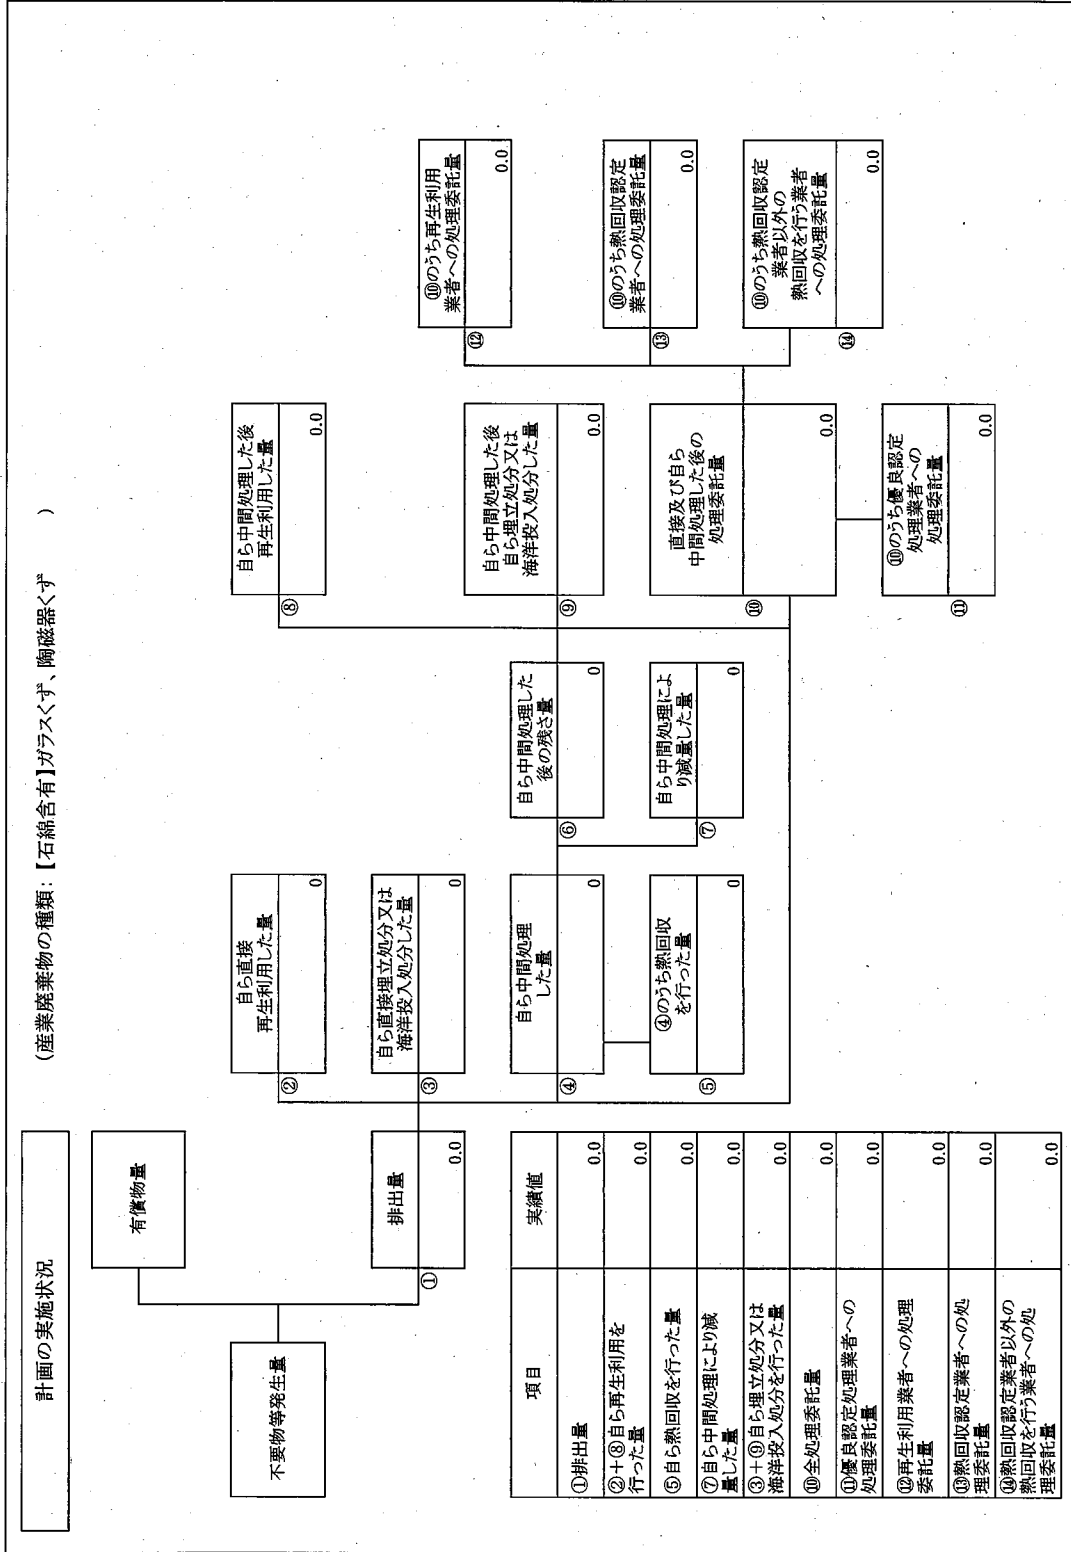 計画の実施状況
(産業廃棄物の種類:【石綿含有】ガラスくず、陶磁器くず )
不要物等発生量
有償物量
①
排出量
0.0
②
自ら直接
再生利用した量
0
③
自ら直接埋立処分又は
海洋投入処分した量
0
④
自ら中間処理
した量
0
⑤
④のうち熱回収
を行った量
0
⑥
自ら中間処理した
後の残さ量
0
⑦
自ら中間処理によ
り減量した量
0
⑧
自ら中間処理した後
再生利用した量
0.0
⑨
自ら中間処理した後
自ら埋立処分又は
海洋投入処分した量
0.0
⑩
直接及び自ら
中間処理した後の
処理委託量
0.0
⑪
⑩のうち優良認定
処理業者への
処理委託量
0.0
⑫
⑩のうち再生利用
業者への処理委託量
0.0
⑬
⑩のうち熱回収認定
業者への処理委託量
0.0
⑭
⑩のうち熱回収認定
業者以外の
熱回収を行う業者
への処理委託量
0.0
項目 実績値
①排出量 0.0
②+⑧自ら再生利用を
行った量 0.0
⑤自ら熱回収を行った量 0.0
⑦自ら中間処理により減
量した量 0.0
③+⑨自ら埋立処分又は
海洋投入処分を行った量 0.0
⑩全処理委託量 0.0
⑪優良認定処理業者への
処理委託量 0.0
⑫再生利用業者への処理
委託量 0.0
⑬熱回収認定業者への処
理委託量 0.0
⑭熱回収認定業者以外の
熱回収を行う業者への処
理委託量 0.0